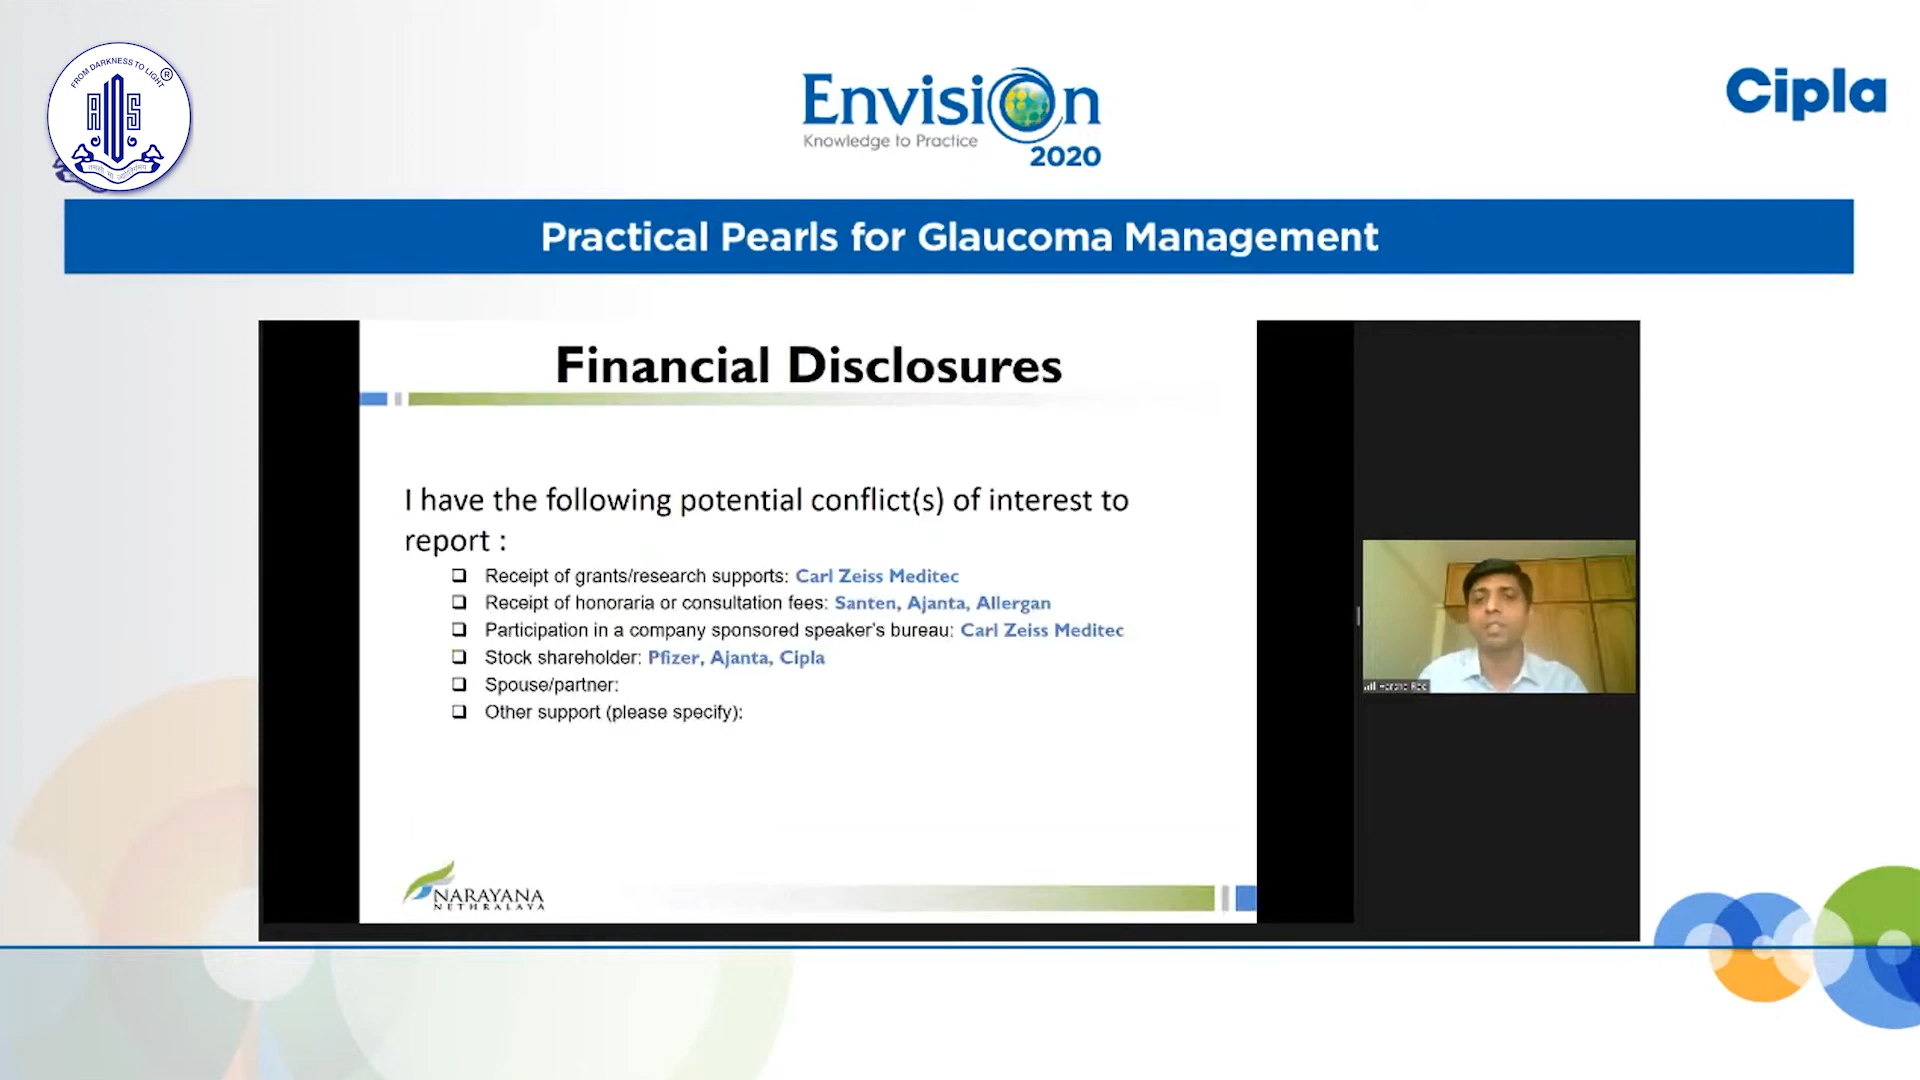 FROM DARKNESS TO LIGHT
®
AIOS
EnvisiOn
Knowledge to Practice
2020
Cipla
Practical Pearls for Glaucoma Management
Financial Disclosures
I have the following potential conflict(s) of interest to
report :
❑ Receipt of grants/research supports: Carl Zeiss Meditec
❑ Receipt of honoraria or consultation fees: Santen, Ajanta, Allergan
❑ Participation in a company sponsored speaker's bureau: Carl Zeiss Meditec
❑ Stock shareholder: Pfizer, Ajanta, Cipla
❑ Spouse/partner:
❑ Other support (please specify):
NARAYANA
NETHRALAYA